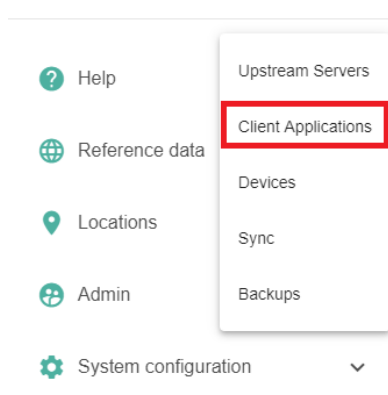 Help
Reference data
Locations
Admin
System configuration
Upstream Servers
Client Applications
Devices
Sync
Backups